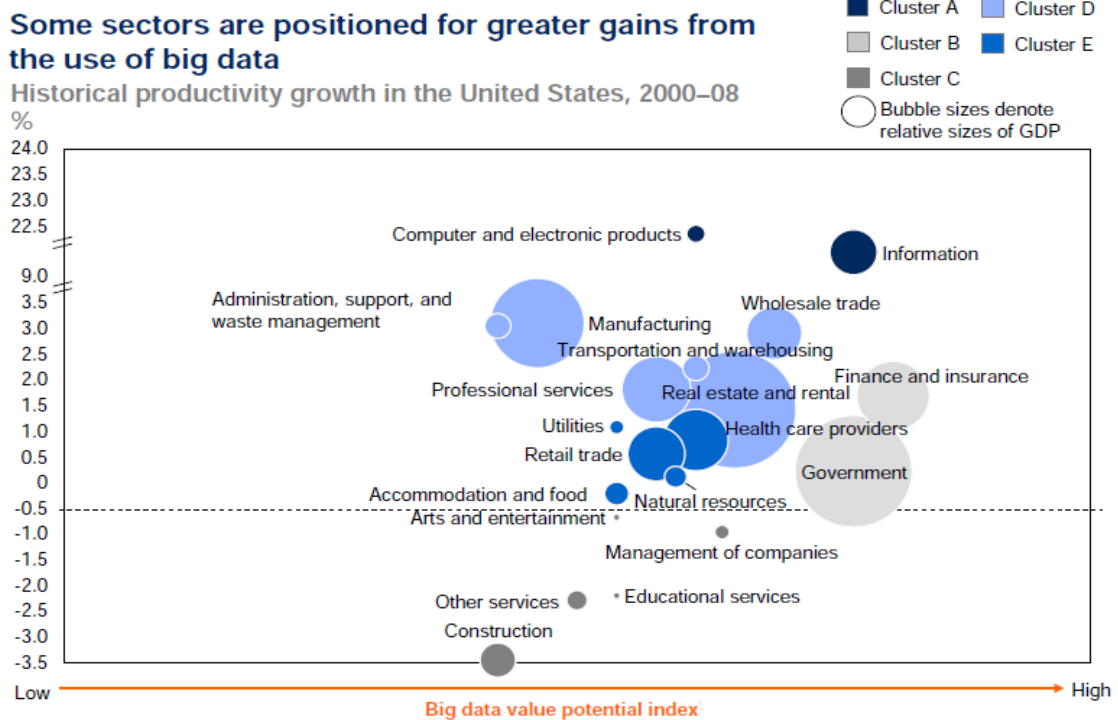 Some sectors are positioned for greater gains from
the use of big data
Historical productivity growth in the United States, 2000–08
%
Cluster A
Cluster D
Cluster B
Cluster E
Cluster C
Bubble sizes denote
relative sizes of GDP
24.0
23.5
23.0
22.5
9.0
3.5
3.0
2.5
2.0
1.5
1.0
0.5
0
-0.5
-1.0
-1.5
-2.0
-2.5
-3.0
-3.5
Computer and electronic products
Information
Administration, support, and
waste management
Wholesale trade
Manufacturing
Transportation and warehousing
Finance and insurance
Professional services
Real estate and rental
Utilities
Health care providers
Retail trade
Government
Accommodation and food
Natural resources
Arts and entertainment
Management of companies
Educational services
Other services
Construction
Low
High
Big data value potential index